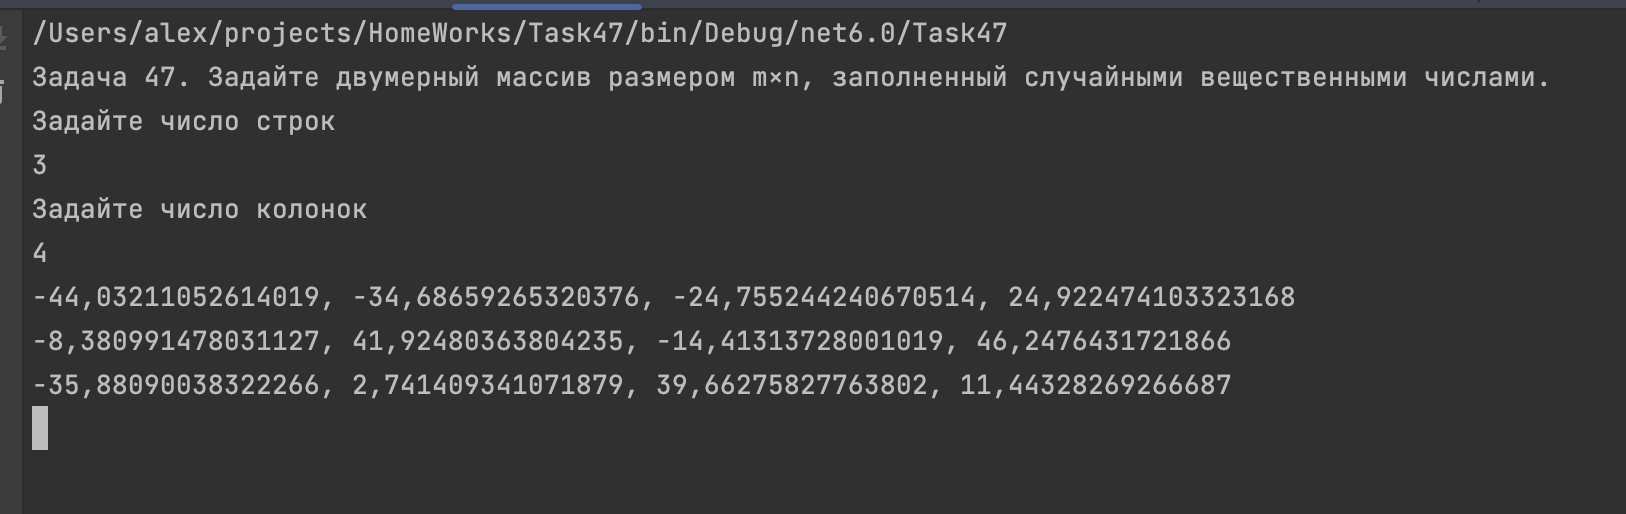 /Users/alex/projects/HomeWorks/Task47/bin/Debug/net6.0/Task47
Задача 47. Задайте двумерный массив размером m×n, заполненный случайными вещественными числами.
Задайте число строк
3
Задайте число колонок
4
-44,03211052614019, -34,68659265320376, -24,755244240670514, 24,922474103323168
-8,380991478031127, 41,92480363804235, -14,41313728001019, 46,2476431721866
-35,88090038322266, 2,741409341071879, 39,66275827763802, 11,44328269266687